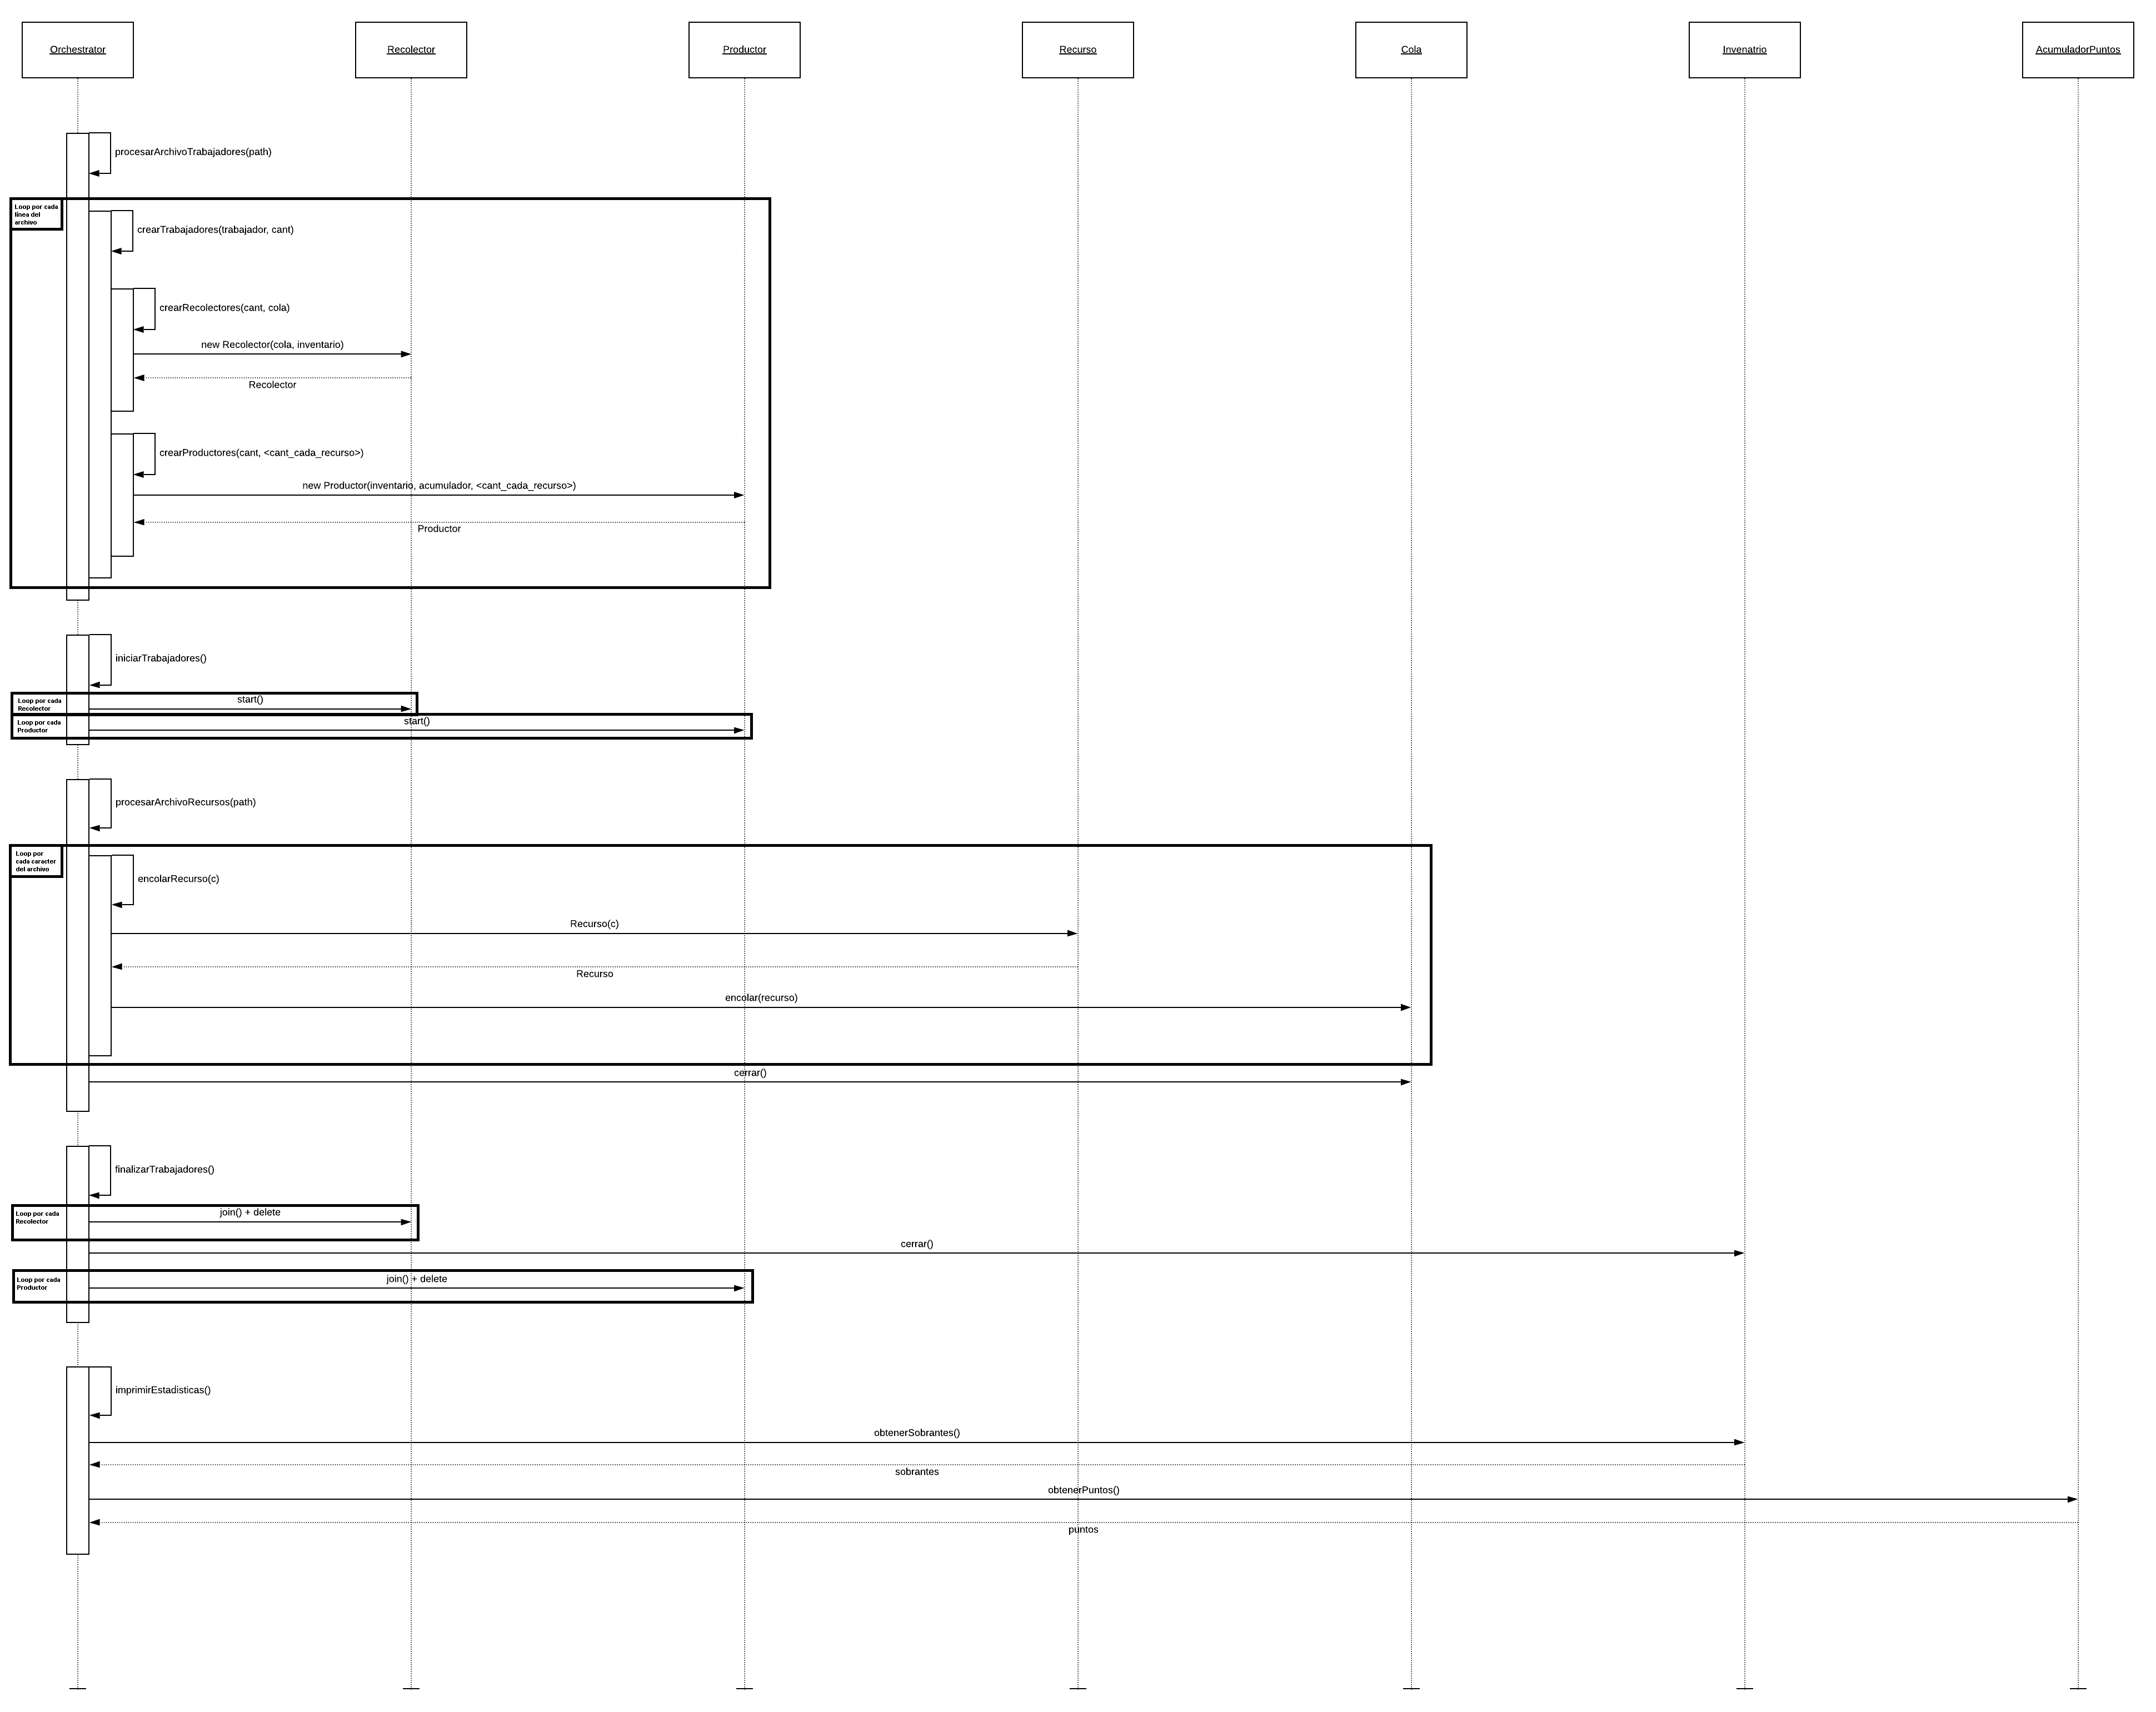 Orchestrator
Recolector
Productor
Recurso
Cola
Invenatrio
AcumuladorPuntos
procesarArchivoTrabajadores(path)
Loop por cada
línea del
archivo
crearTrabajadores(trabajador, cant)
crearRecolectores(cant, cola)
new Recolector(cola, inventario)
Recolector
crearProductores(cant, <cant_cada_recurso>)
new Productor(inventario, acumulador, <cant_cada_recurso>)
Productor
iniciarTrabajadores()
Loop por cada
Recolector
start()
Loop por cada
Productor
start()
procesarArchivoRecursos(path)
Loop por
cada caracter
del archivo
encolarRecurso(c)
Recurso(c)
Recurso
encolar(recurso)
cerrar()
finalizarTrabajadores()
Loop por cada
Recolector
join() + delete
cerrar()
Loop por cada
Productor
join() + delete
imprimirEstadisticas()
obtenerSobrantes()
sobrantes
obtenerPuntos()
puntos